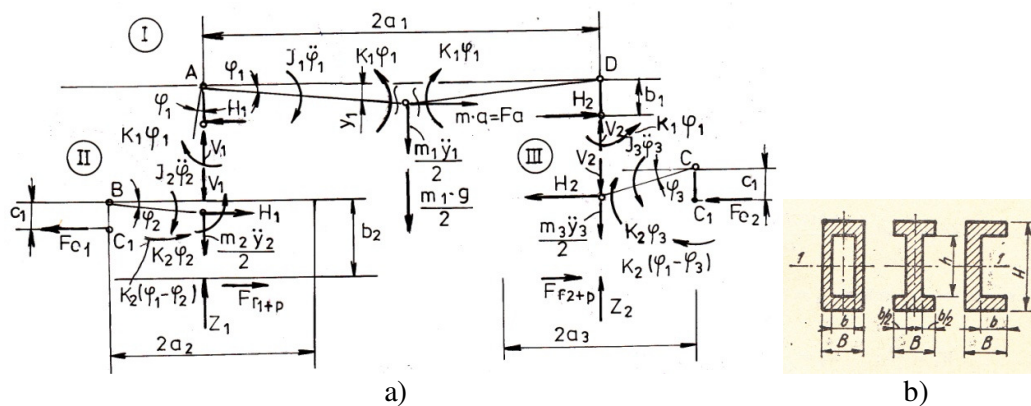 I
2a₁
A
φ₁
J₁φ̈₁
K₁φ₁
K₁φ₁
D
φ₁
H₁
y₁
m·a=Fa
H₂
b₁
K₁φ₁
V₁
V₂
K₁φ₁
II
J₂φ̈₂
V₁
m₁ÿ₁
2
III
V₂
J₃φ̈₃
C
B
c₁
φ₂
H₁
m₁-g
2
H₂
φ₃
C₁
c₁
Fc₁
C₁
K₂φ₂
m₂ÿ₂
2
b₂
m₃ÿ₃
2
K₂φ₃
Fc₂
K₂(φ₁-φ₂)
Fr₁₊p
K₂(φ₁-φ₃)
Z₁
Fr₂₊p
Z₂
2a₂
2a₃
1
h
1
H
b
b/2
b/2
b
B
B
B
a)
b)